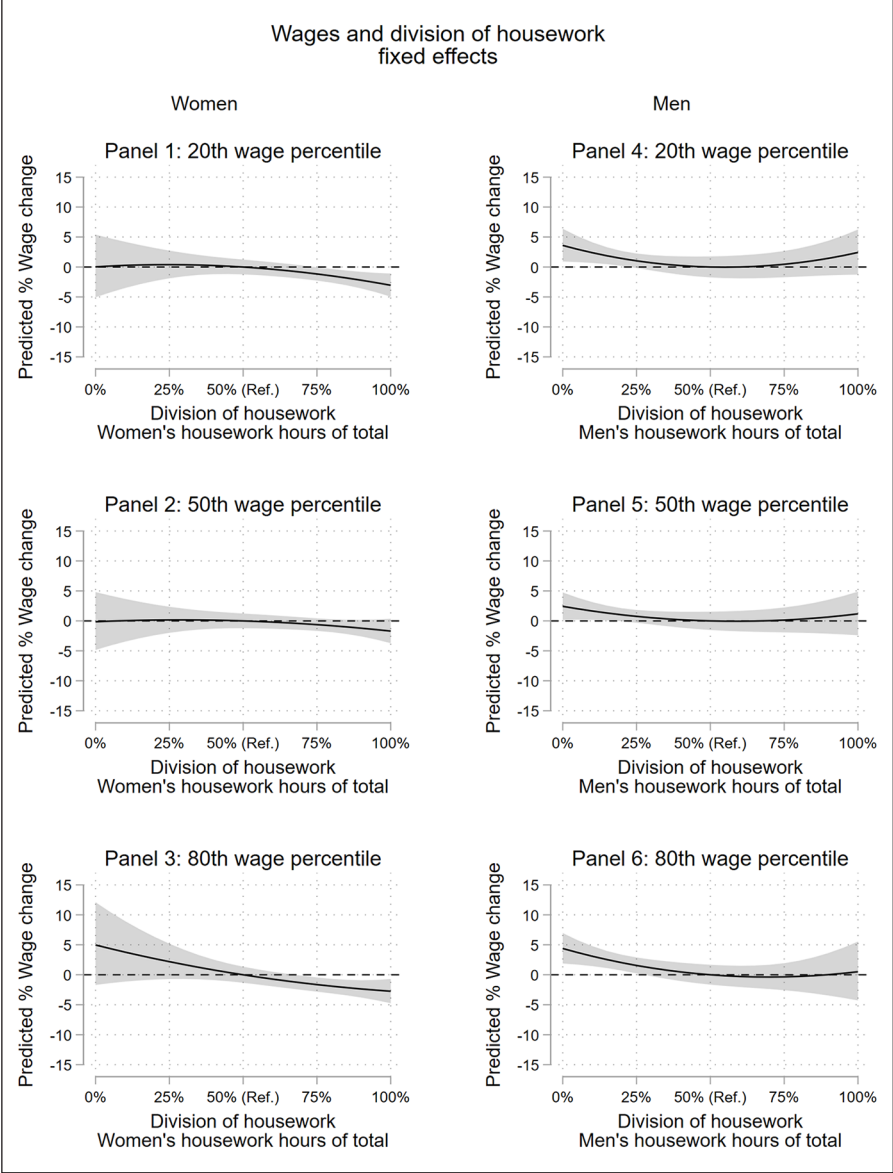 Wages and division of housework
fixed effects
Women
Men
Panel 1: 20th wage percentile
Predicted % Wage change
15
10
5
0
-5
-10
-15
0%
25%
50% (Ref.)
75%
100%
Division of housework
Women's housework hours of total
Panel 4: 20th wage percentile
Predicted % Wage change
15
10
5
0
-5
-10
-15
0%
25%
50% (Ref.)
75%
100%
Division of housework
Men's housework hours of total
Panel 2: 50th wage percentile
Predicted % Wage change
15
10
5
0
-5
-10
-15
0%
25%
50% (Ref.)
75%
100%
Division of housework
Women's housework hours of total
Panel 5: 50th wage percentile
Predicted % Wage change
15
10
5
0
-5
-10
-15
0%
25%
50% (Ref.)
75%
100%
Division of housework
Men's housework hours of total
Panel 3: 80th wage percentile
Predicted % Wage change
15
10
5
0
-5
-10
-15
0%
25%
50% (Ref.)
75%
100%
Division of housework
Women's housework hours of total
Panel 6: 80th wage percentile
Predicted % Wage change
15
10
5
0
-5
-10
-15
0%
25%
50% (Ref.)
75%
100%
Division of housework
Men's housework hours of total